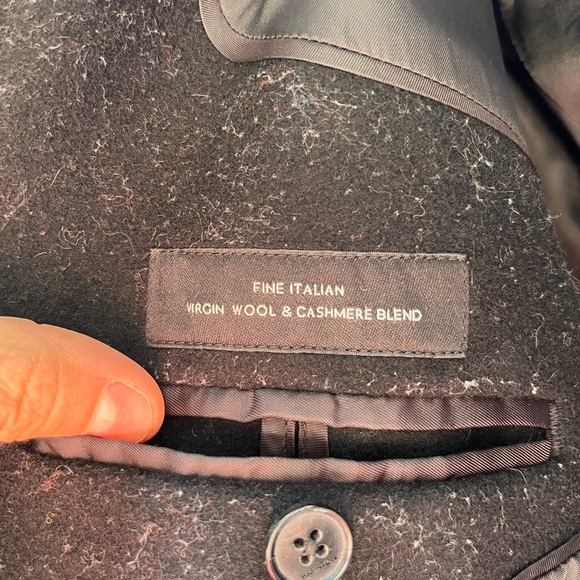 FINE ITALIAN
VIRGIN WOOL & CASHMERE BLEND